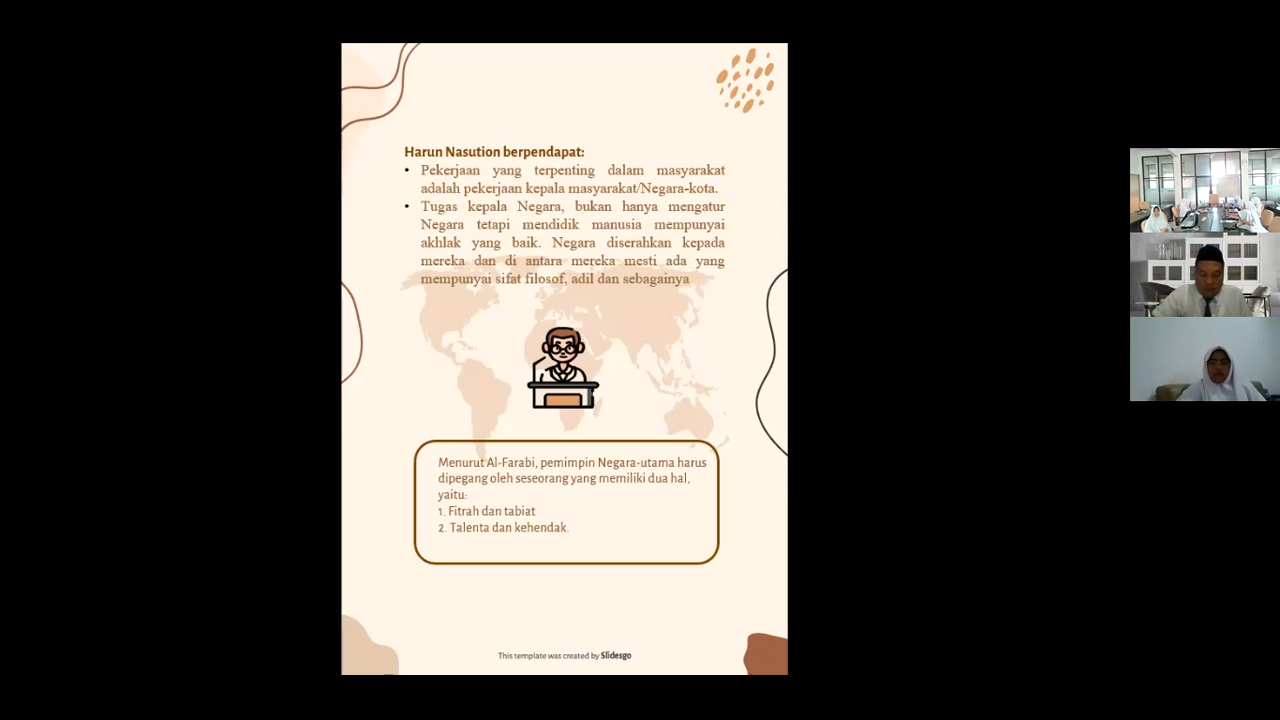 Harun Nasution berpendapat:
• Pekerjaan yang terpenting dalam masyarakat
adalah pekerjaan kepala masyarakat/Negara-kota.
• Tugas kepala Negara, bukan hanya mengatur
Negara tetapi mendidik manusia mempunyai
akhlak yang baik. Negara diserahkan kepada
mereka dan di antara mereka mesti ada yang
mempunyai sifat filosof, adil dan sebagainya
Menurut Al-Farabi, pemimpin Negara-utama harus
dipegang oleh seseorang yang memiliki dua hal,
yaitu:
1. Fitrah dan tabiat
2. Talenta dan kehendak.
This template was created by Slidesgo